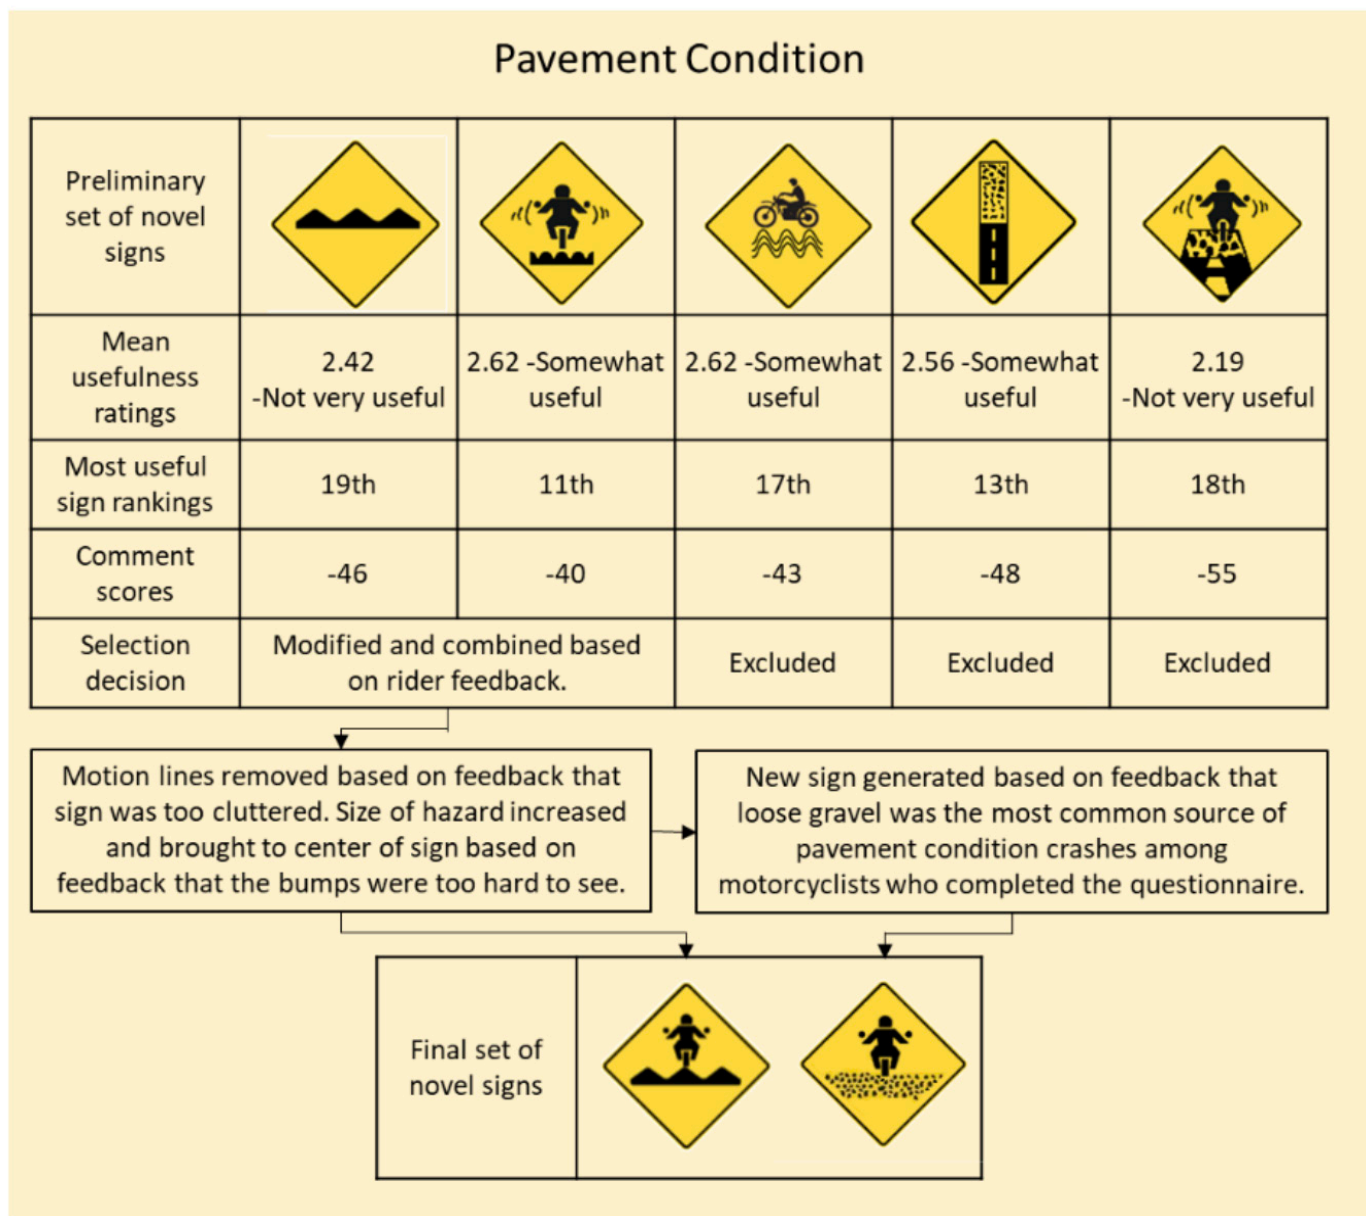 Pavement Condition
Preliminary
set of novel
signs
Mean
usefulness
ratings
2.42
-Not very useful
2.62 -Somewhat
useful
2.62 -Somewhat
useful
2.56 -Somewhat
useful
2.19
-Not very useful
Most useful
sign rankings
19th
11th
17th
13th
18th
Comment
scores
-46
-40
-43
-48
-55
Selection
decision
Modified and combined based
on rider feedback.
Excluded
Excluded
Excluded
Motion lines removed based on feedback that
sign was too cluttered. Size of hazard increased
and brought to center of sign based on
feedback that the bumps were too hard to see.
New sign generated based on feedback that
loose gravel was the most common source of
pavement condition crashes among
motorcyclists who completed the questionnaire.
Final set of
novel signs